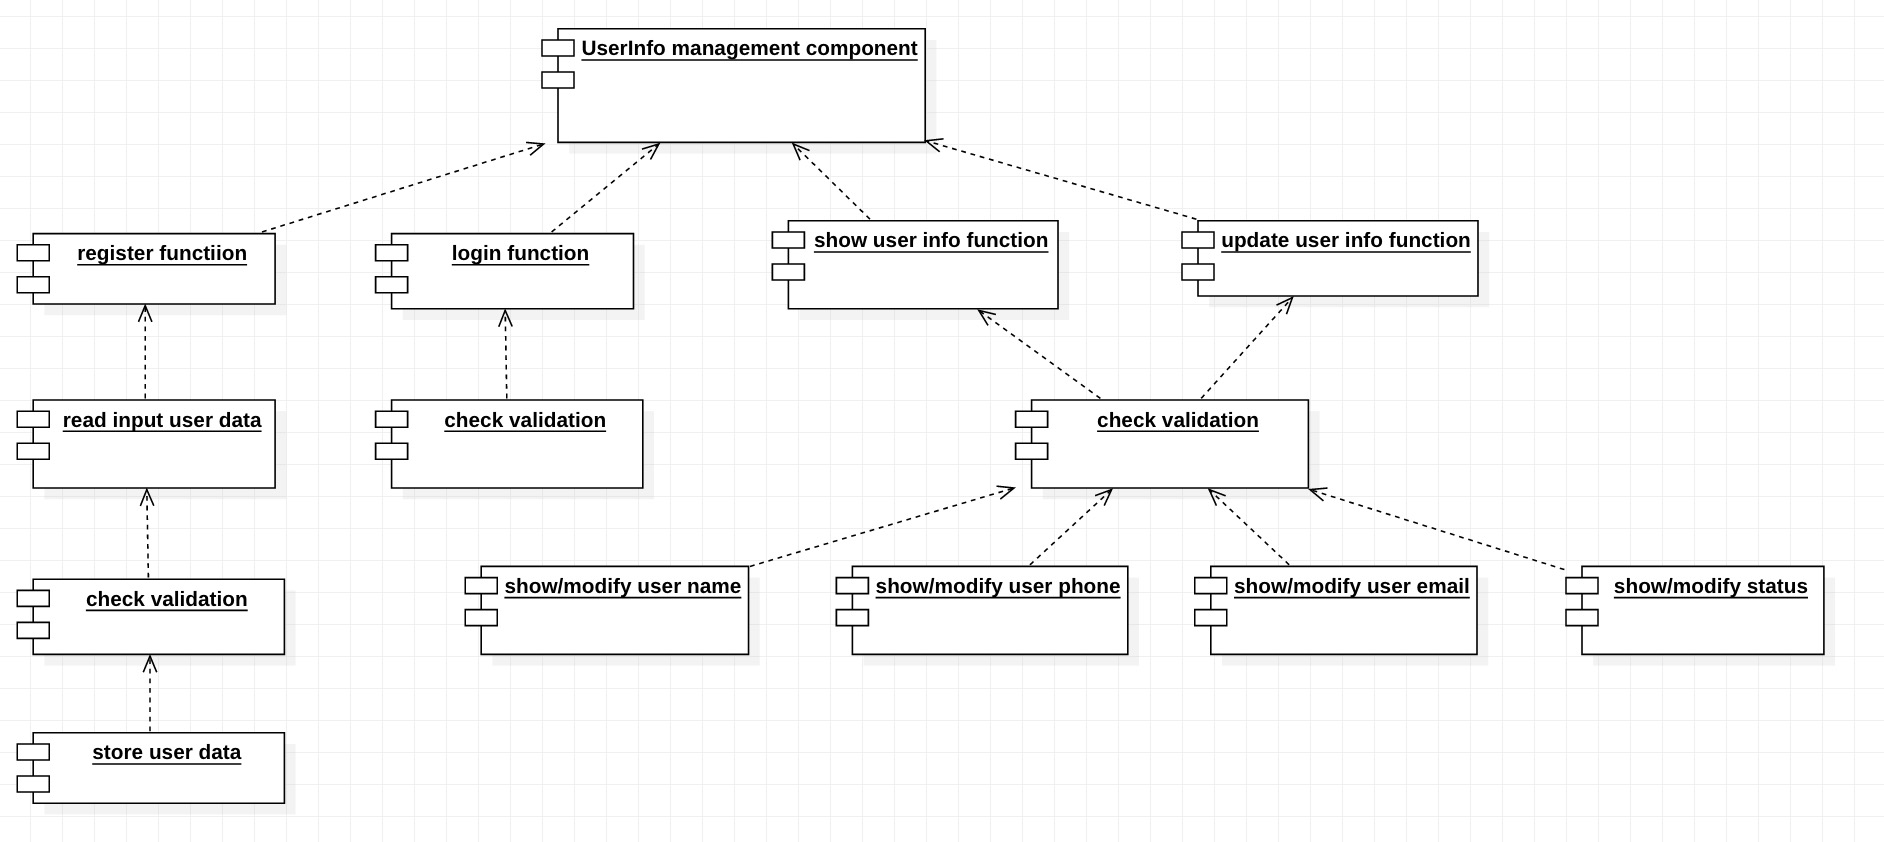 UserInfo management component
register functiion
login function
show user info function
update user info function
read input user data
check validation
check validation
check validation
show/modify user name
show/modify user phone
show/modify user email
show/modify status
store user data